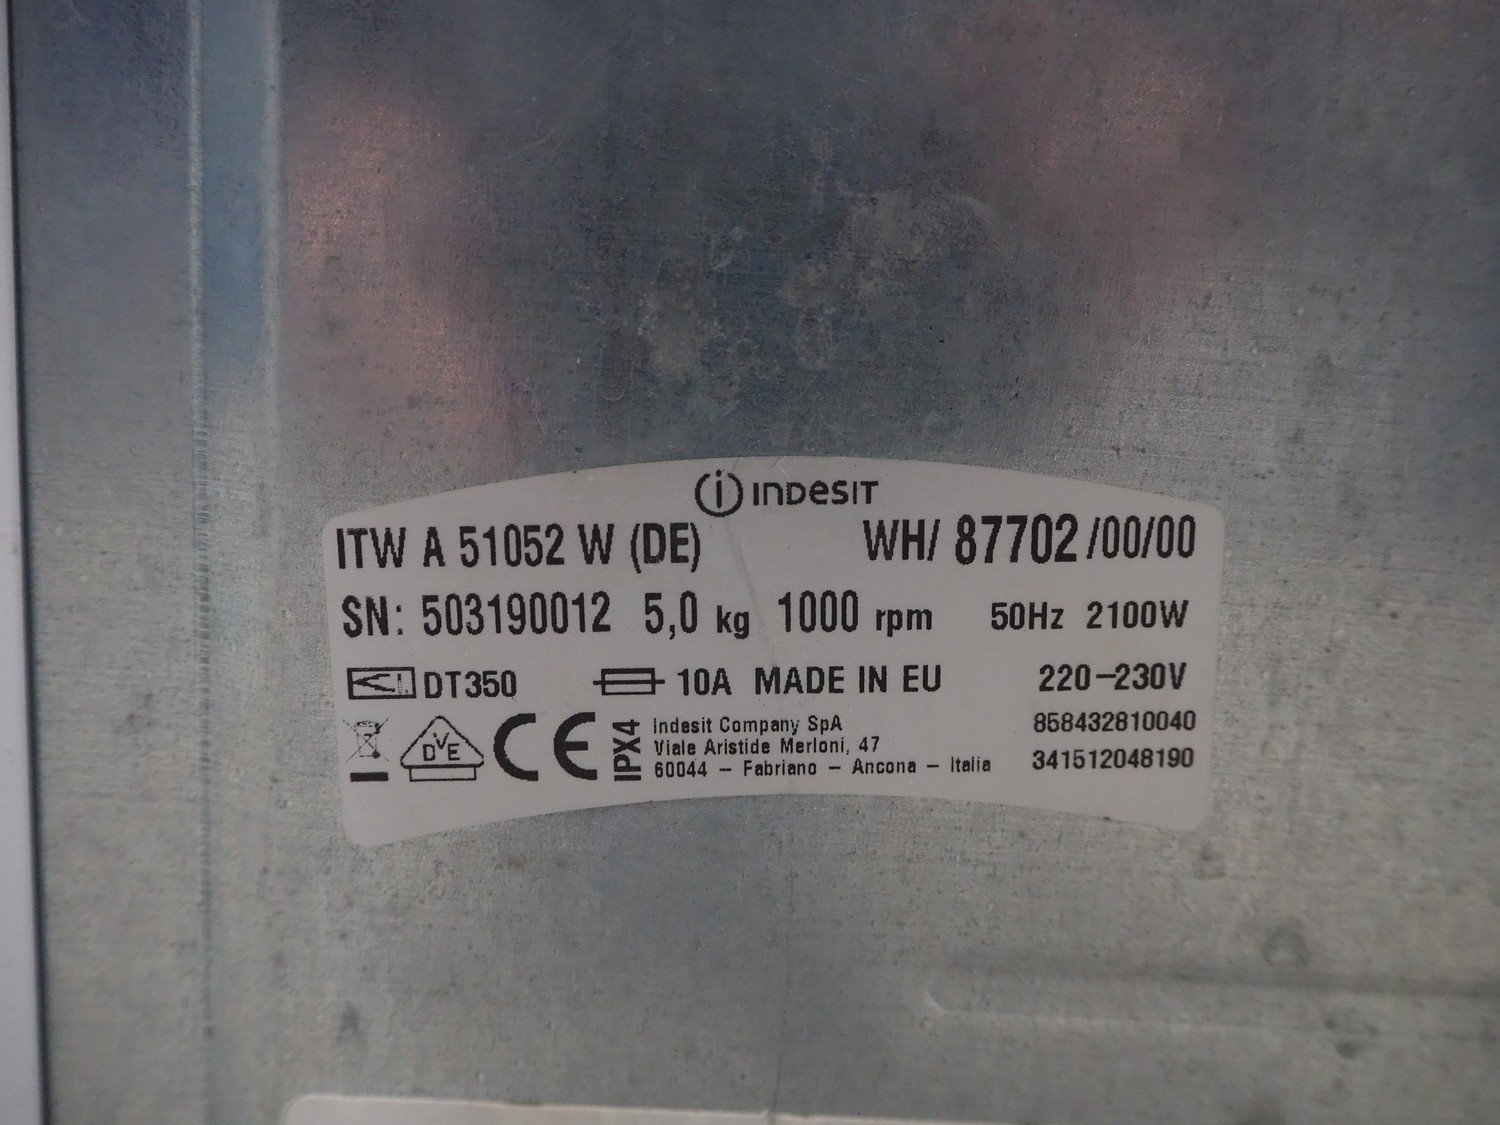 INDESIT
ITW A 51052 W (DE) WH/ 87702 /00/00
SN: 503190012 5,0 kg 1000 rpm 50Hz 2100W
DT350 10A MADE IN EU 220-230V
DVE CE IPX4
Indesit Company SpA 858432810040
Viale Aristide Merloni, 47
60044 - Fabriano - Ancona - Italia 341512048190